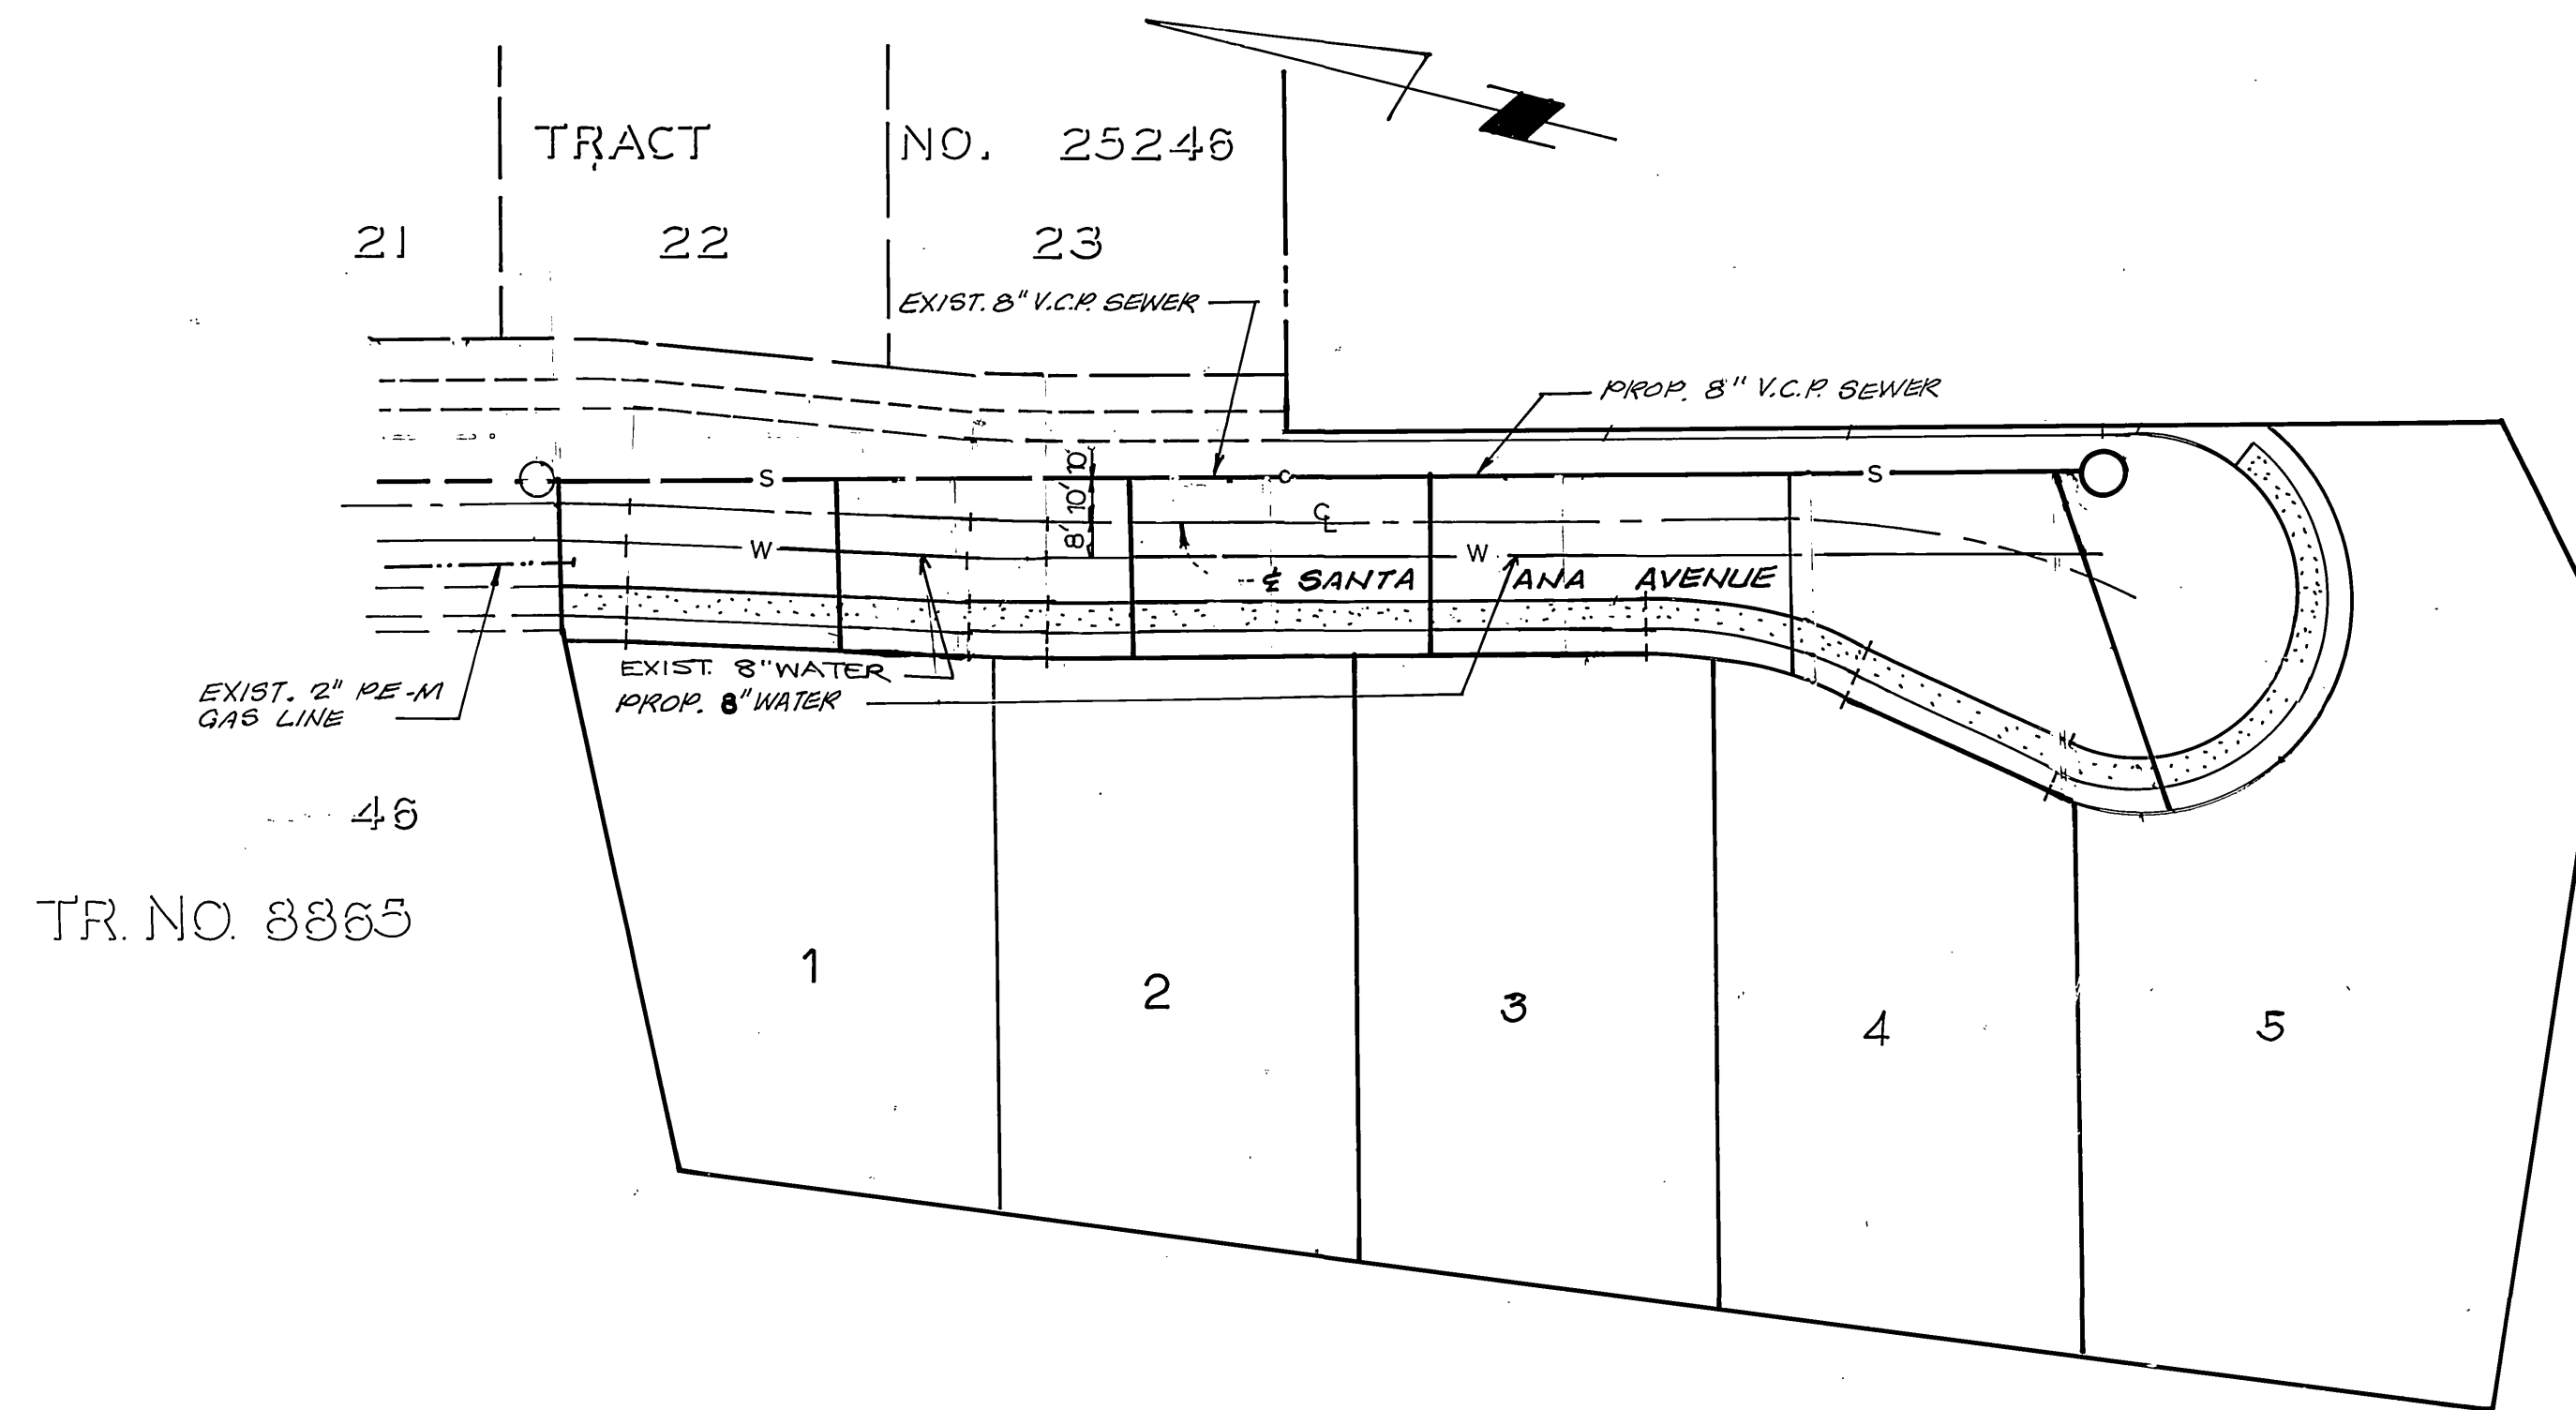 TRACT NO. 25246
21 22 23
EXIST. 8" V.C.P. SEWER
PROP. 8" V.C.P. SEWER
S S
10' 10' 8'
℄
W W
℄ SANTA ANA AVENUE
EXIST. 8" WATER
PROP. 8" WATER
EXIST. 2" PE-M
GAS LINE
46
TR. NO. 8865
1 2 3 4 5